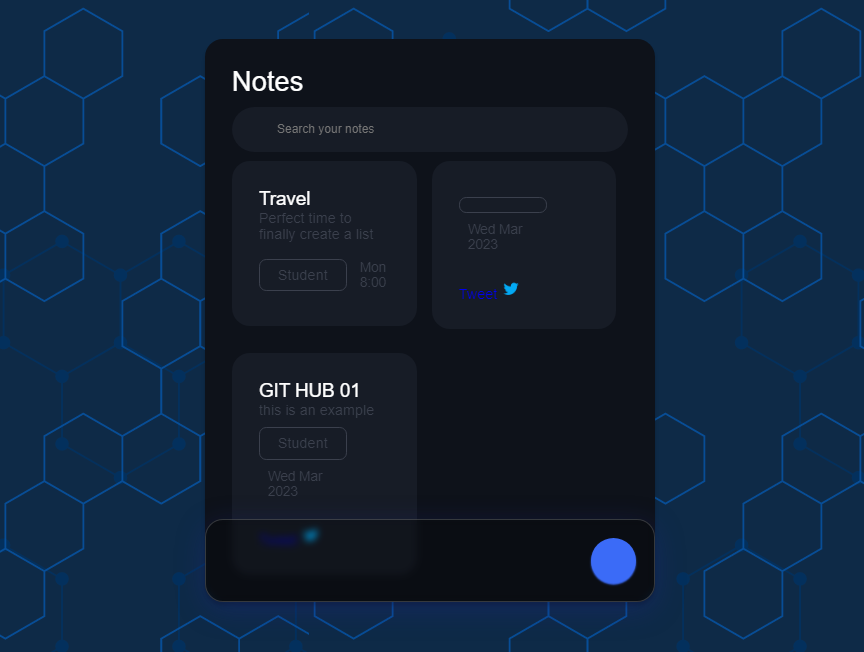 Notes
Search your notes
Travel
Perfect time to
finally create a list
Student
Mon
8:00
Wed Mar
2023
Tweet
GIT HUB 01
this is an example
Student
Wed Mar
2023
Tweet